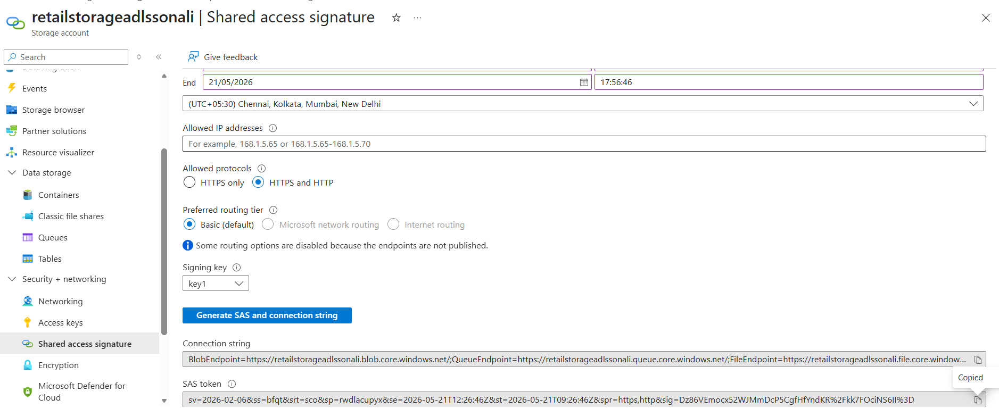 retailstorageadlssonali | Shared access signature
Storage account
Search
Give feedback
Data migration
Events
Storage browser
Partner solutions
Resource visualizer
Data storage
Containers
Classic file shares
Queues
Tables
Security + networking
Networking
Access keys
Shared access signature
Encryption
Microsoft Defender for
Cloud
End
21/05/2026
17:56:46
(UTC+05:30) Chennai, Kolkata, Mumbai, New Delhi
Allowed IP addresses
For example, 168.1.5.65 or 168.1.5.65-168.1.5.70
Allowed protocols
HTTPS only
HTTPS and HTTP
Preferred routing tier
Basic (default)
Microsoft network routing
Internet routing
Some routing options are disabled because the endpoints are not published.
Signing key
key1
Generate SAS and connection string
Connection string
BlobEndpoint=https://retailstorageadlssonali.blob.core.windows.net/;QueueEndpoint=https://retailstorageadlssonali.queue.core.windows.net/;FileEndpoint=https://retailstorageadlssonali.file.core.window...
Copied
SAS token
sv=2026-02-06&ss=bfqt&srt=sco&sp=rwdlacupyx&se=2026-05-21T12:26:46Z&st=2026-05-21T09:26:46Z&spr=https,http&sig=Dz86VEmocx52WJMmDcP5CgfHfYndKR%2Fkk7FOciNS6II%3D